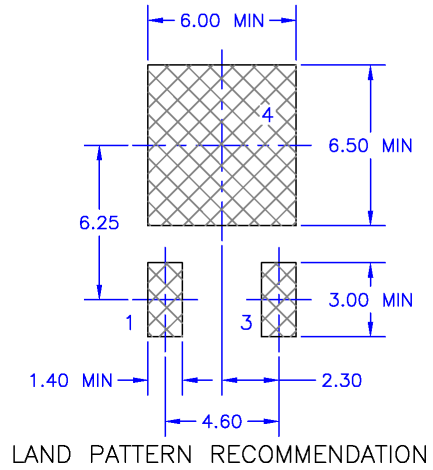 6.00 MIN
4
6.50 MIN
6.25
3.00 MIN
1
3
1.40 MIN
2.30
4.60
LAND PATTERN RECOMMENDATION